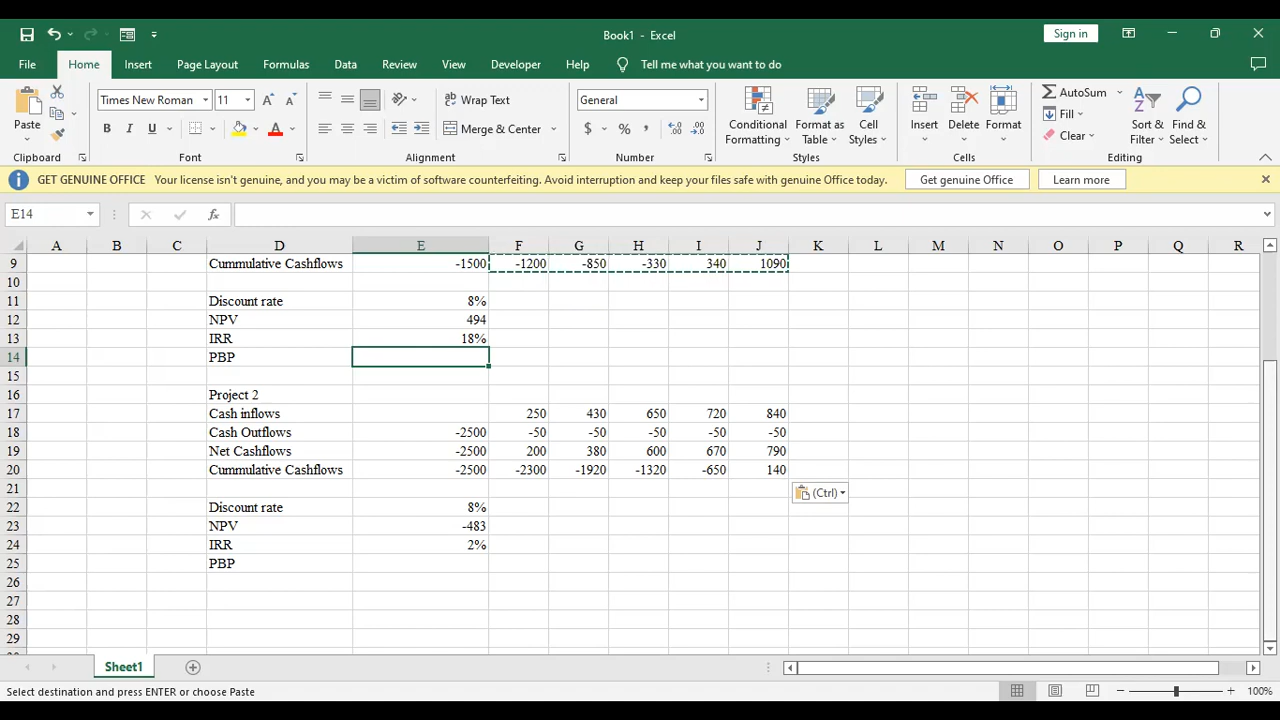 Book1 - Excel
Sign in
File Home Insert Page Layout Formulas Data Review View Developer Help Tell me what you want to do
Times New Roman 11 Wrap Text General AutoSum
Paste B I U A Merge & Center $ % , Conditional Formatting Format as Table Cell Styles Insert Delete Format Fill Clear Sort & Filter Find & Select
Clipboard Font Alignment Number Styles Cells Editing
GET GENUINE OFFICE Your license isn't genuine, and you may be a victim of software counterfeiting. Avoid interruption and keep your files safe with genuine Office today. Get genuine Office Learn more
E14 fx
A B C D E F G H I J K L M N O P Q R
9 Cummulative Cashflows -1500 -1200 -850 -330 340 1090
10
11 Discount rate 8%
12 NPV 494
13 IRR 18%
14 PBP
15
16 Project 2
17 Cash inflows 250 430 650 720 840
18 Cash Outflows -2500 -50 -50 -50 -50 -50
19 Net Cashflows -2500 200 380 600 670 790
20 Cummulative Cashflows -2500 -2300 -1920 -1320 -650 140
21 (Ctrl)
22 Discount rate 8%
23 NPV -483
24 IRR 2%
25 PBP
26
27
28
29
Sheet1
Select destination and press ENTER or choose Paste 100%